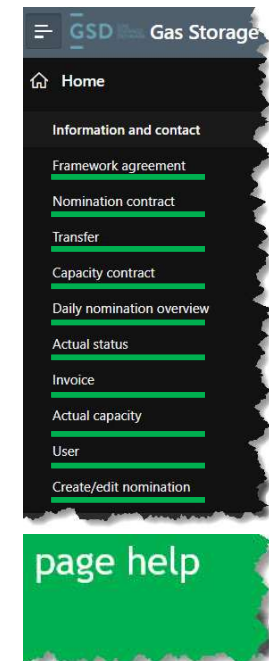 GSD Gas Storage
Home
Information and contact
Framework agreement
Nomination contract
Transfer
Capacity contract
Daily nomination overview
Actual status
Invoice
Actual capacity
User
Create/edit nomination
page help